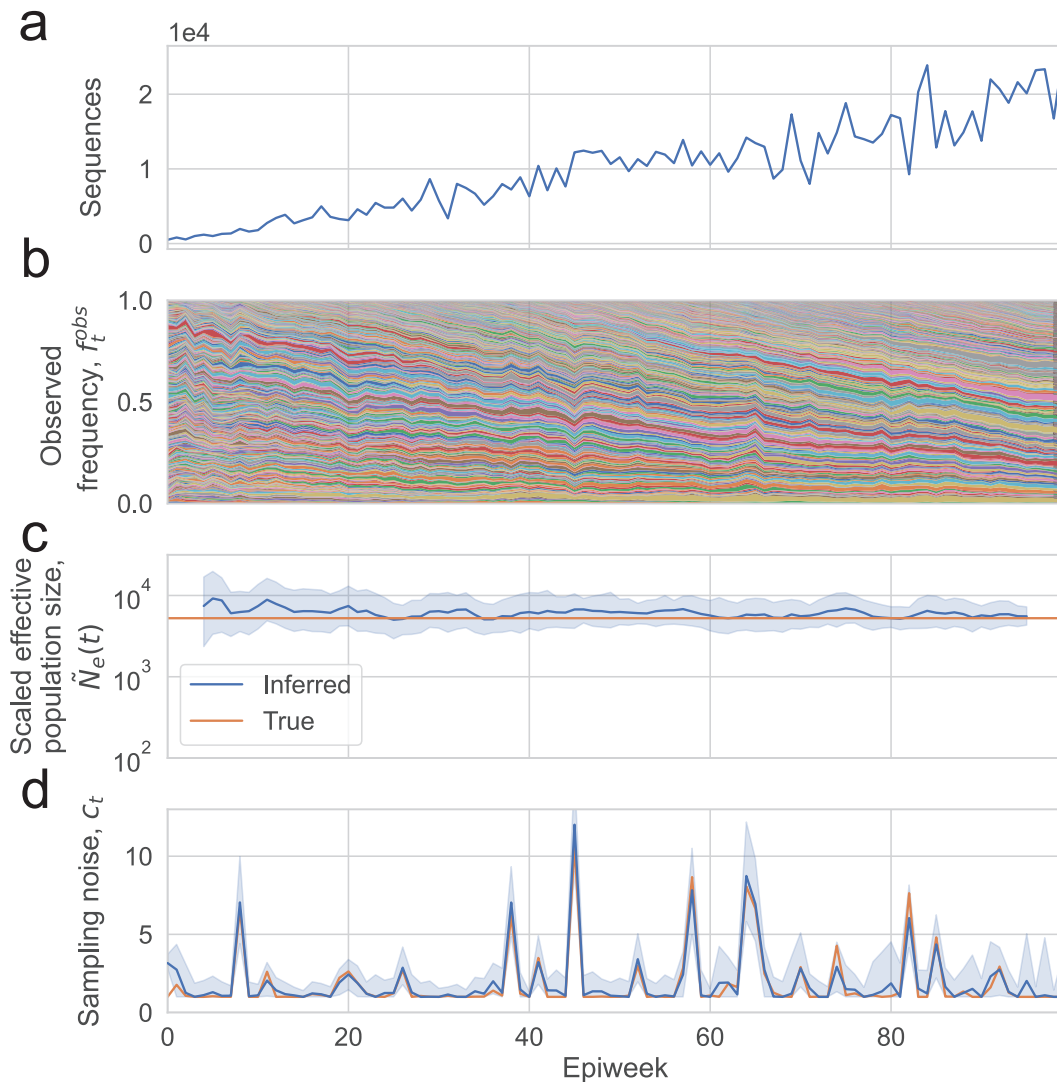 a
1e4
Sequences
2
1
0
b
Observed
frequency, f_t^{obs}
1.0
0.5
0.0
c
Scaled effective
population size,
Ñ_e(t)
10^4
10^3
10^2
Inferred
True
d
Sampling noise, c_t
10
5
0
0 20 40 60 80
Epiweek